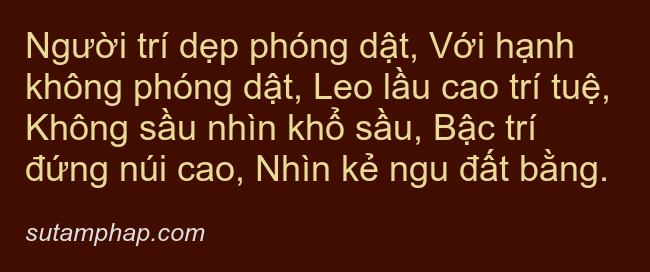 Người trí dẹp phóng dật, Với hạnh
không phóng dật, Leo lầu cao trí tuệ,
Không sầu nhìn khổ sầu, Bậc trí
đứng núi cao, Nhìn kẻ ngu đất bằng.
sutamphap.com